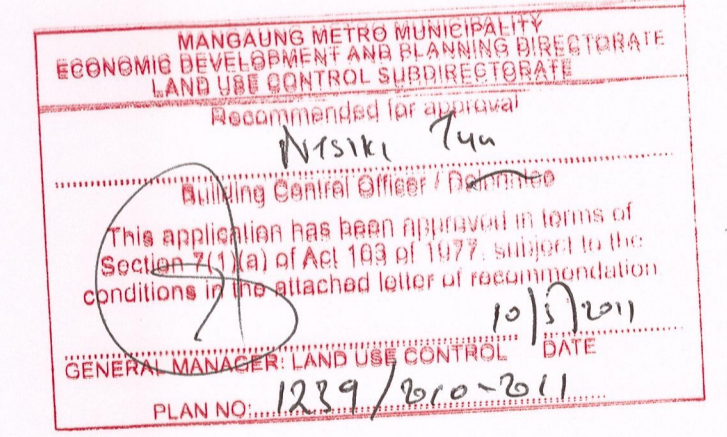 MANGAUNG METRO MUNICIPALITY
ECONOMIC DEVELOPMENT AND PLANNING DIRECTORATE
LAND USE CONTROL SUBDIRECTORATE
Recommended for approval
Building Control Officer /
This application has been approved in terms of
Section 7(1)(a) of Act 103 of 1977, subject to the
conditions in the attached letter of recommendation
10/5/2011
GENERAL MANAGER: LAND USE CONTROL DATE
PLAN NO: 1239/2010-2011